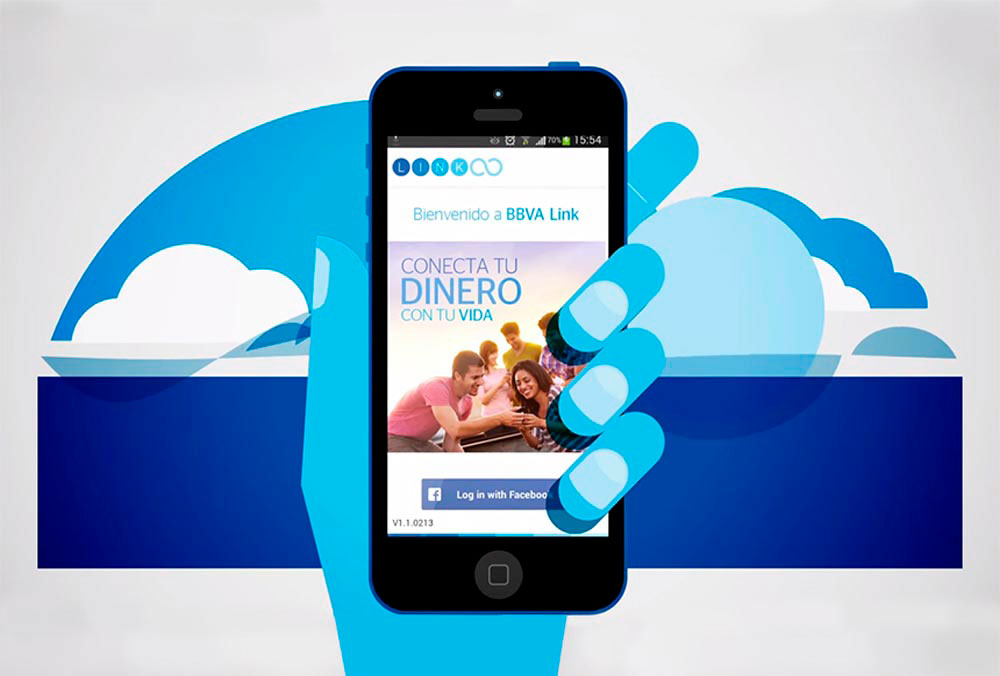 70% 15:54
LINK
Bienvenido a BBVA Link
CONECTA TU
DINERO
CON TU VIDA
Log in with Facebook
V1.1.0213